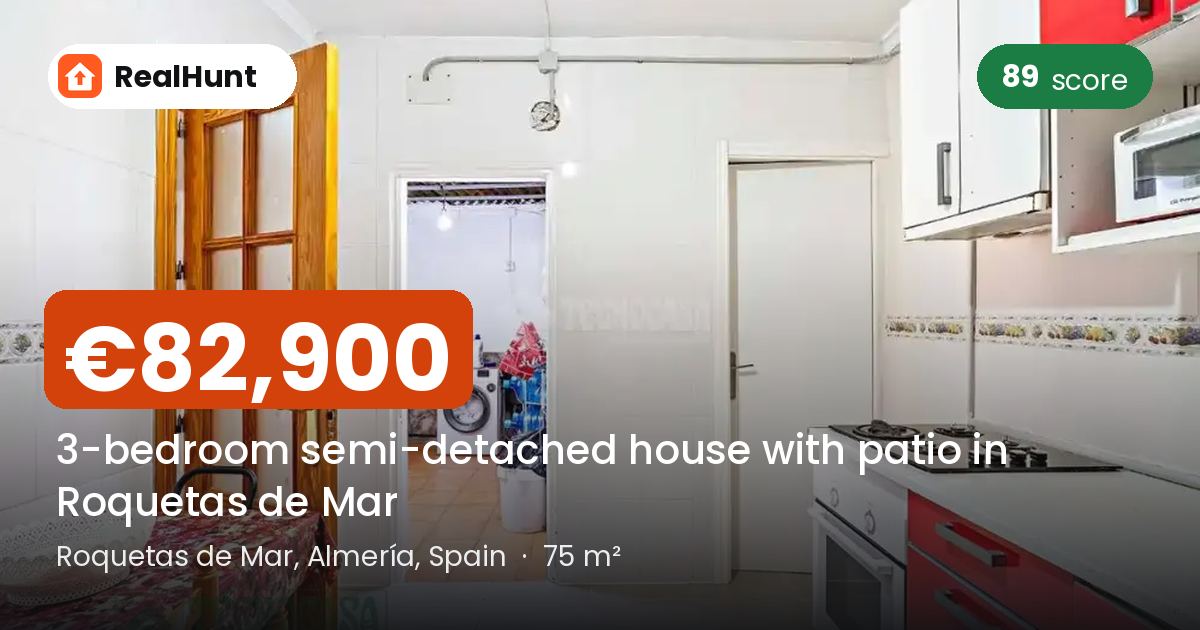 RealHunt
89 score
TECNOCASA
€82,900
3-bedroom semi-detached house with patio in
Roquetas de Mar
Roquetas de Mar, Almería, Spain · 75 m²